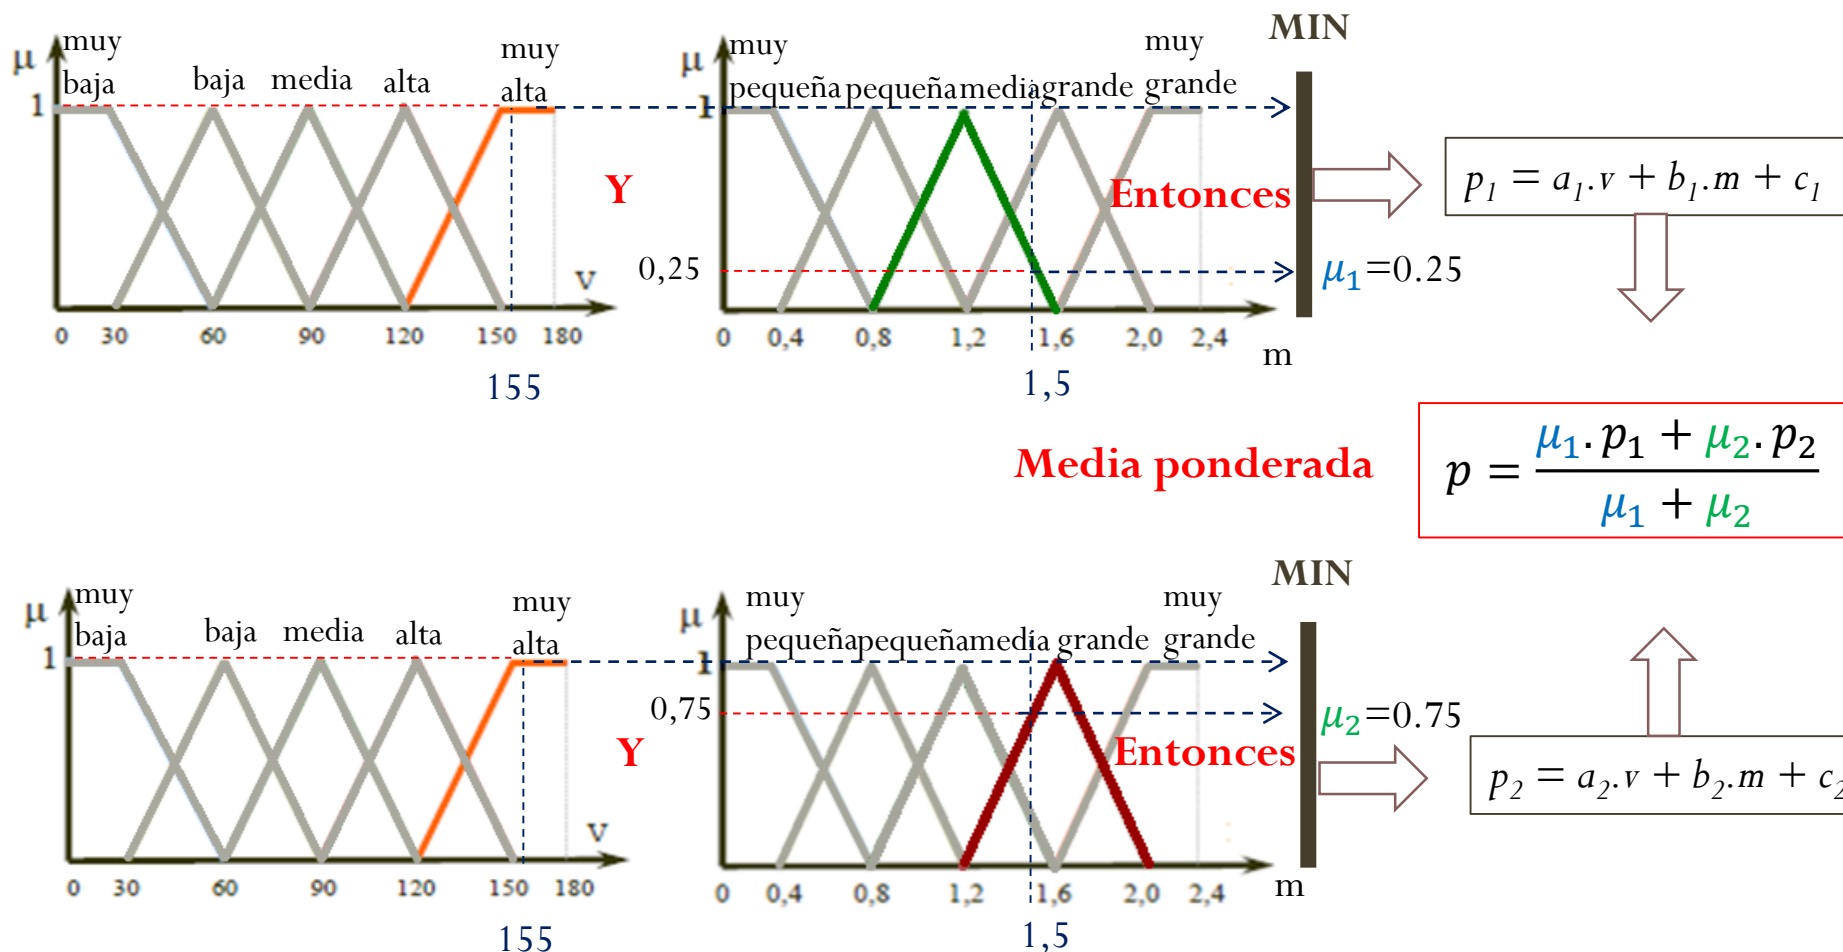 MIN
muy
muy
muy
μ
baja
baja
media
alta
alta
μ
pequeña
pequeña
media
grande
grande
1
1
Y
Entonces
p1 = a1.v + b1.m + c1
v
0,25
μ1=0.25
0 30 60 90 120 150 180
0 0,4 0,8 1,2 1,6 2,0 2,4
m
155
1,5
Media ponderada
p = (μ1. p1 + μ2. p2) / (μ1 + μ2)
MIN
muy
muy
muy
muy
μ
baja
baja
media
alta
alta
μ
pequeña
pequeña
media
grande
grande
1
1
0,75
μ2=0.75
Y
Entonces
p2 = a2.v + b2.m + c2
v
0 30 60 90 120 150 180
0 0,4 0,8 1,2 1,6 2,0 2,4
m
155
1,5